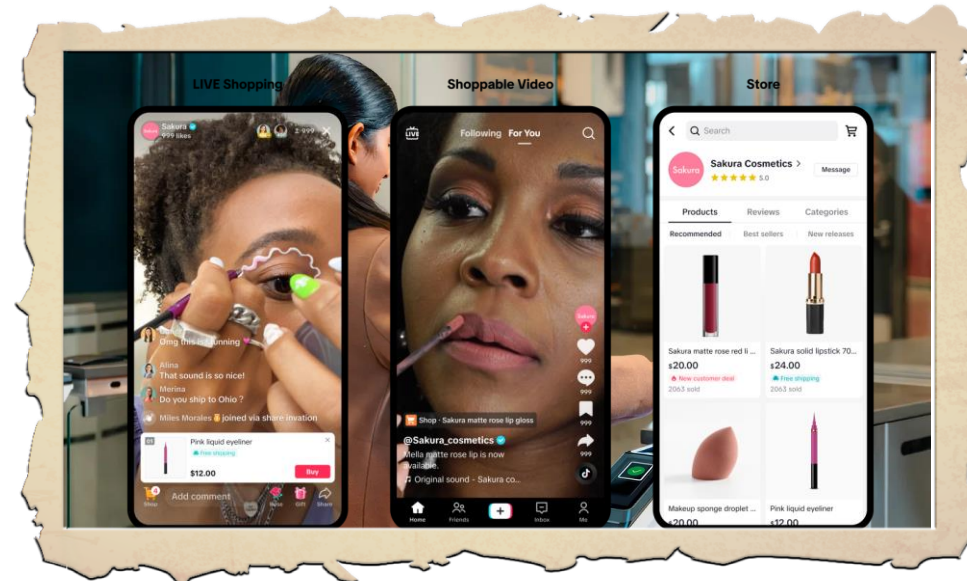 LIVE Shopping
Shoppable Video
Store
Sakura
Sakura
999 likes
999
Omg this is stunning
Alina
That sound is so nice!
Merina
Do you ship to Ohio ?
Miles Morales joined via share invation
Pink liquid eyeliner
Free shipping
$12.00
Buy
4
Shop
Add comment
Gift
Share
LIVE
Following
For You
Sakura
999
999
999
999
Shop · Sakura matte rose lip gloss
@Sakura_cosmetics
Mella matte rose lip is now
available.
Original sound - Sakura co...
Home
Friends
Inbox
Me
Search
Sakura
Sakura Cosmetics >
5.0
Message
Products
Reviews
Categories
Recommended
Best sellers
New releases
Sakura matte rose red li ...
$20.00
New customer deal
2063 sold
Sakura solid lipstick 70...
$24.00
Free shipping
2063 sold
Makeup sponge droplet ...
$20.00
Pink liquid eyeliner
$12.00